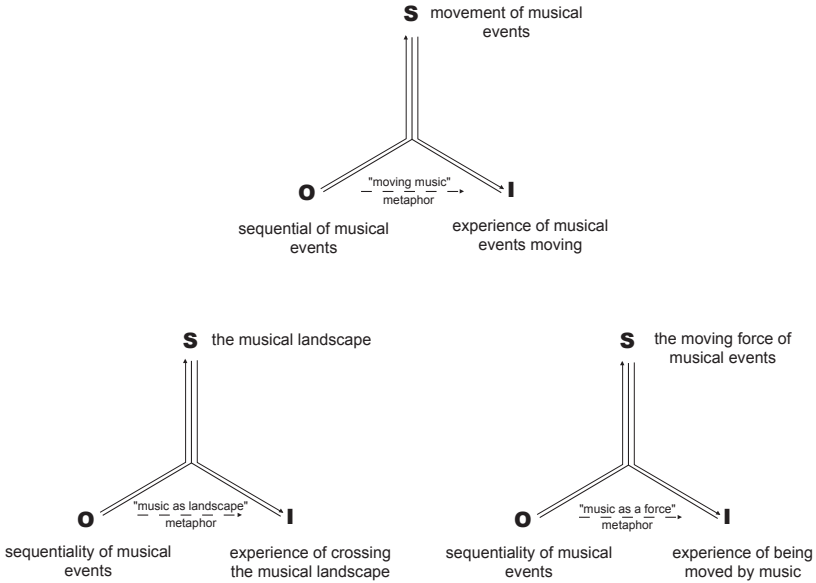 S movement of musical
events
"moving music"
O I
metaphor
sequential of musical
events
experience of musical
events moving
S the musical landscape
"music as landscape"
O I
metaphor
sequentiality of musical
events
experience of crossing
the musical landscape
S the moving force of
musical events
"music as a force"
O I
metaphor
sequentiality of musical
events
experience of being
moved by music